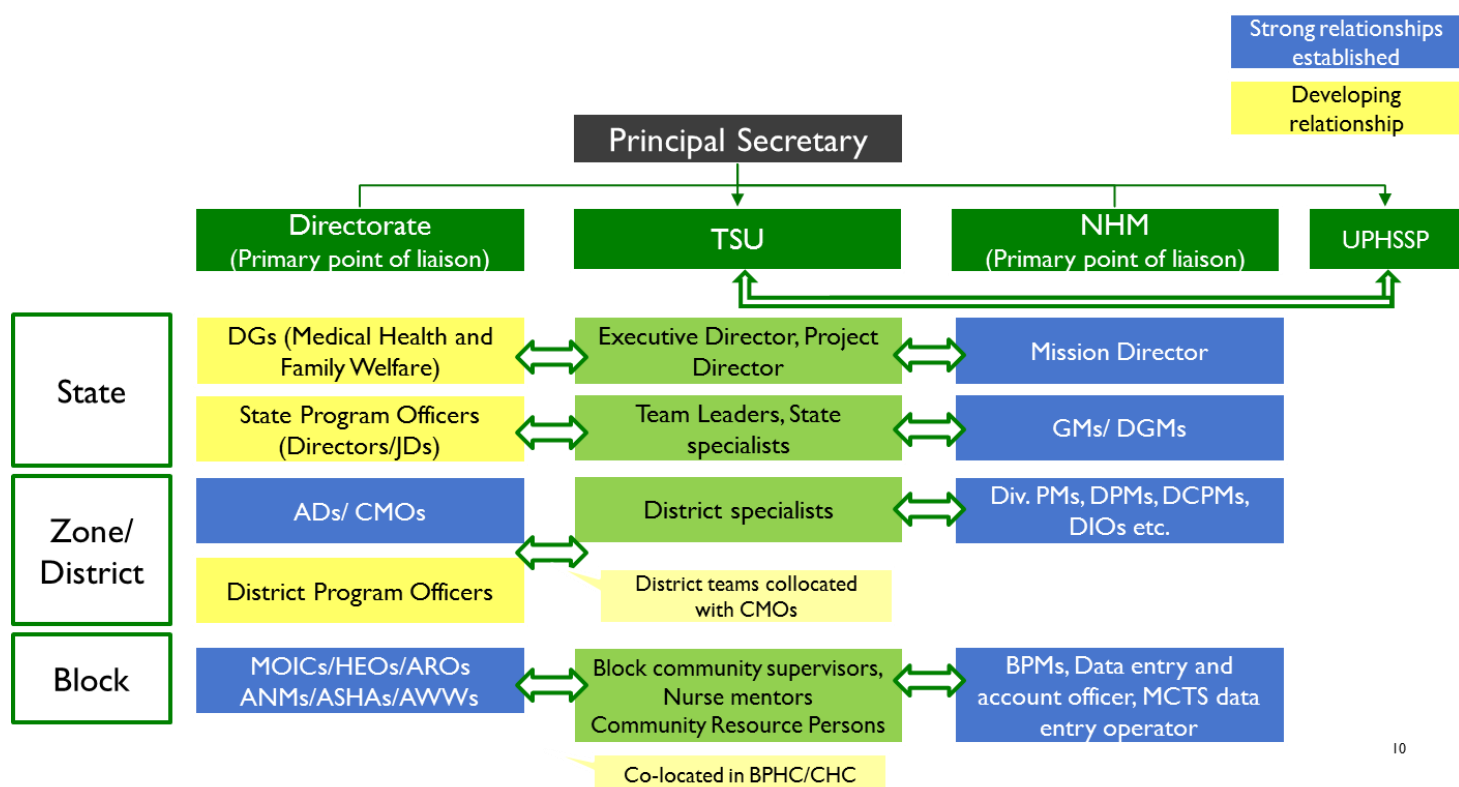 Strong relationships
established
Developing
relationship
Principal Secretary
Directorate
(Primary point of liaison)
TSU
NHM
(Primary point of liaison)
UPHSSP
State
DGs (Medical Health and
Family Welfare)
Executive Director, Project
Director
Mission Director
State Program Officers
(Directors/JDs)
Team Leaders, State
specialists
GMs/ DGMs
Zone/
District
ADs/ CMOs
District specialists
Div. PMs, DPMs, DCPMs,
DIOs etc.
District Program Officers
District teams collocated
with CMOs
Block
MOICs/HEOs/AROs
ANMs/ASHAs/AWWs
Block community supervisors,
Nurse mentors
Community Resource Persons
BPMs, Data entry and
account officer, MCTS data
entry operator
Co-located in BPHC/CHC
10